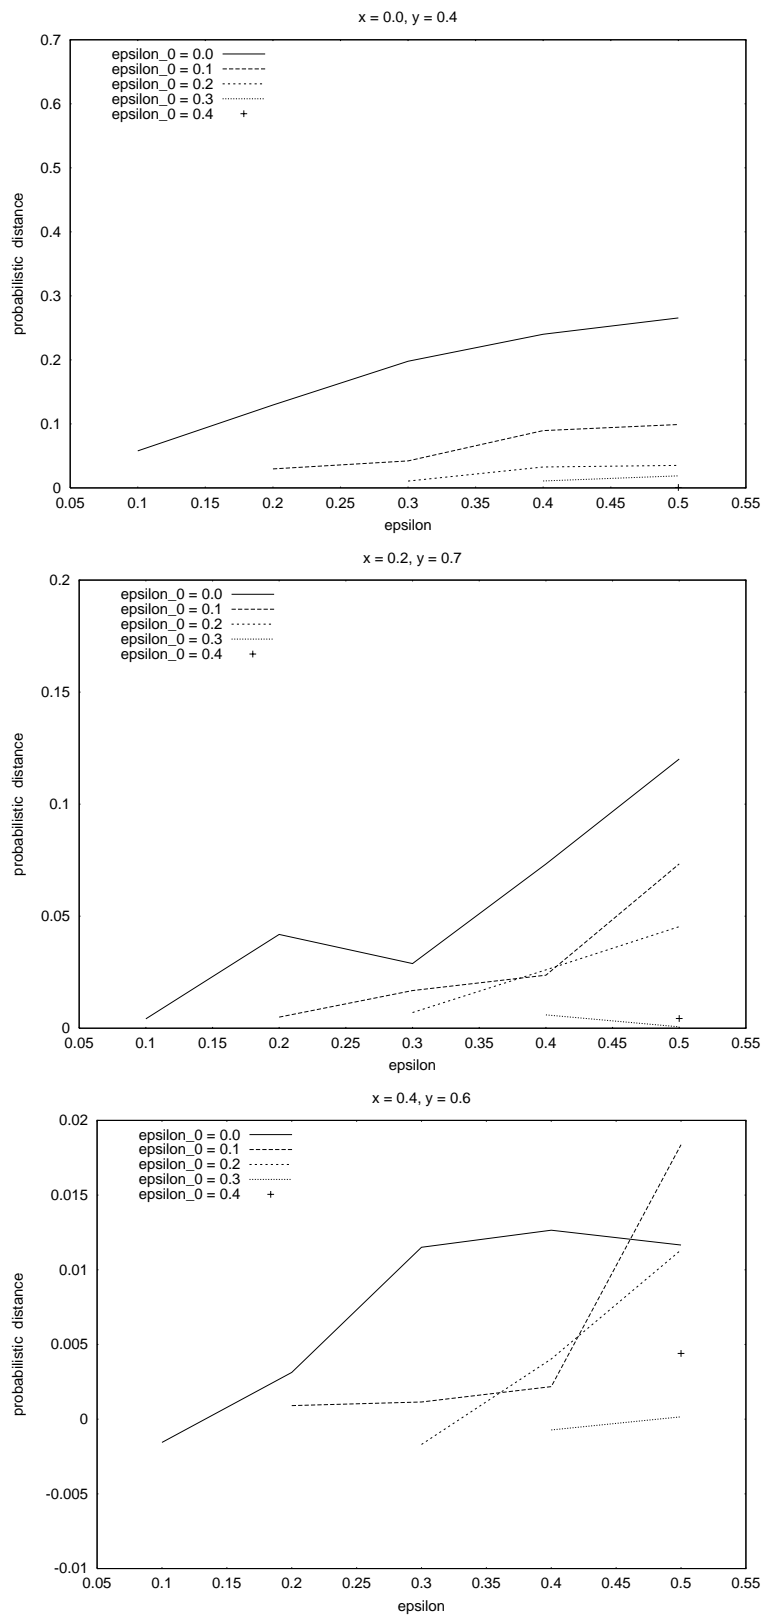 x = 0.0, y = 0.4
0.7
epsilon_0 = 0.0
epsilon_0 = 0.1
0.6
epsilon_0 = 0.2
epsilon_0 = 0.3
epsilon_0 = 0.4
0.5
0.4
probabilistic distance
0.3
0.2
0.1
0
0.05 0.1 0.15 0.2 0.25 0.3 0.35 0.4 0.45 0.5 0.55
epsilon
x = 0.2, y = 0.7
0.2
epsilon_0 = 0.0
epsilon_0 = 0.1
epsilon_0 = 0.2
epsilon_0 = 0.3
epsilon_0 = 0.4
0.15
probabilistic distance
0.1
0.05
0
0.05 0.1 0.15 0.2 0.25 0.3 0.35 0.4 0.45 0.5 0.55
epsilon
x = 0.4, y = 0.6
0.02
epsilon_0 = 0.0
epsilon_0 = 0.1
epsilon_0 = 0.2
epsilon_0 = 0.3
epsilon_0 = 0.4
0.015
0.01
probabilistic distance
0.005
0
-0.005
-0.01
0.05 0.1 0.15 0.2 0.25 0.3 0.35 0.4 0.45 0.5 0.55
epsilon